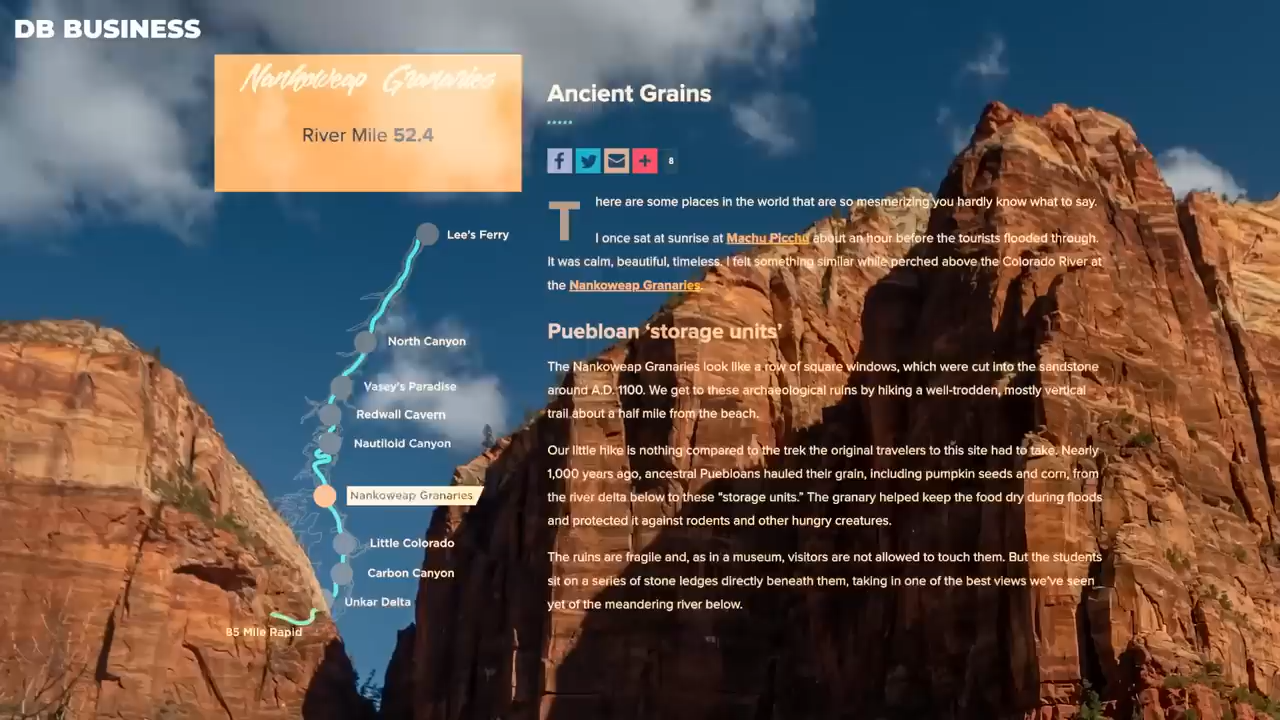 DB BUSINESS
Nankoweap Granaries
River Mile 52.4
Lee's Ferry
North Canyon
Vasey's Paradise
Redwall Cavern
Nautiloid Canyon
Nankoweap Granaries
Little Colorado
Carbon Canyon
Unkar Delta
85 Mile Rapid
Ancient Grains
8
There are some places in the world that are so mesmerizing you hardly know what to say.
I once sat at sunrise at Machu Picchu about an hour before the tourists flooded through.
It was calm, beautiful, timeless. I felt something similar while perched above the Colorado River at
the Nankoweap Granaries.
Puebloan ‘storage units’
The Nankoweap Granaries look like a row of square windows, which were cut into the sandstone
around A.D. 1100. We get to these archaeological ruins by hiking a well-trodden, mostly vertical
trail about a half mile from the beach.
Our little hike is nothing compared to the trek the original travelers to this site had to take. Nearly
1,000 years ago, ancestral Puebloans hauled their grain, including pumpkin seeds and corn, from
the river delta below to these “storage units.” The granary helped keep the food dry during floods
and protected it against rodents and other hungry creatures.
The ruins are fragile and, as in a museum, visitors are not allowed to touch them. But the students
sit on a series of stone ledges directly beneath them, taking in one of the best views we’ve seen
yet of the meandering river below.